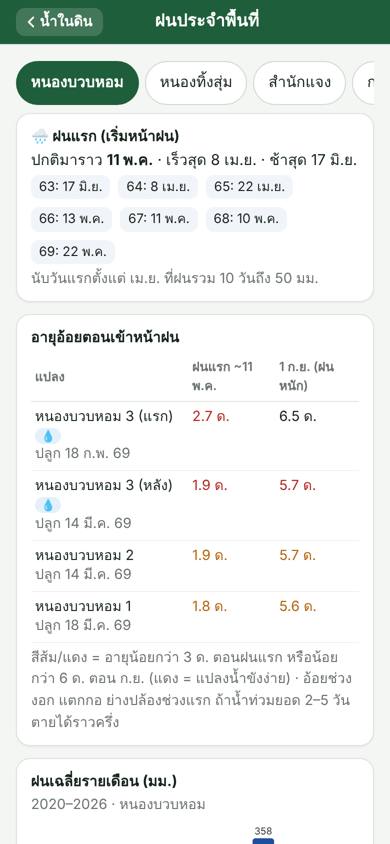 น้ำในดิน
ฝนประจำพื้นที่
หนองบวบหอม
หนองทิ้งสุ่ม
สำนักแจง
ฝนแรก (เริ่มหน้าฝน)
ปกติมาราว 11 พ.ค. · เร็วสุด 8 เม.ย. · ช้าสุด 17 มิ.ย.
63: 17 มิ.ย.
64: 8 เม.ย.
65: 22 เม.ย.
66: 13 พ.ค.
67: 11 พ.ค.
68: 10 พ.ค.
69: 22 พ.ค.
นับวันแรกตั้งแต่ เม.ย. ที่ฝนรวม 10 วันถึง 50 มม.
อายุอ้อยตอนเข้าหน้าฝน
แปลง
ฝนแรก ~11
พ.ค.
1 ก.ย. (ฝน
หนัก)
หนองบวบหอม 3 (แรก)
2.7 ด.
6.5 ด.
ปลูก 18 ก.พ. 69
หนองบวบหอม 3 (หลัง)
1.9 ด.
5.7 ด.
ปลูก 14 มี.ค. 69
หนองบวบหอม 2
1.9 ด.
5.7 ด.
ปลูก 14 มี.ค. 69
หนองบวบหอม 1
1.8 ด.
5.6 ด.
ปลูก 18 มี.ค. 69
สีส้ม/แดง = อายุน้อยกว่า 3 ด. ตอนฝนแรก หรือน้อย
กว่า 6 ด. ตอน ก.ย. (แดง = แปลงน้ำขังง่าย) · อ้อยช่วง
งอก แตกกอ ย่างปล้องช่วงแรก ถ้าน้ำท่วมยอด 2–5 วัน
ตายได้ราวครึ่ง
ฝนเฉลี่ยรายเดือน (มม.)
2020–2026 · หนองบวบหอม
358